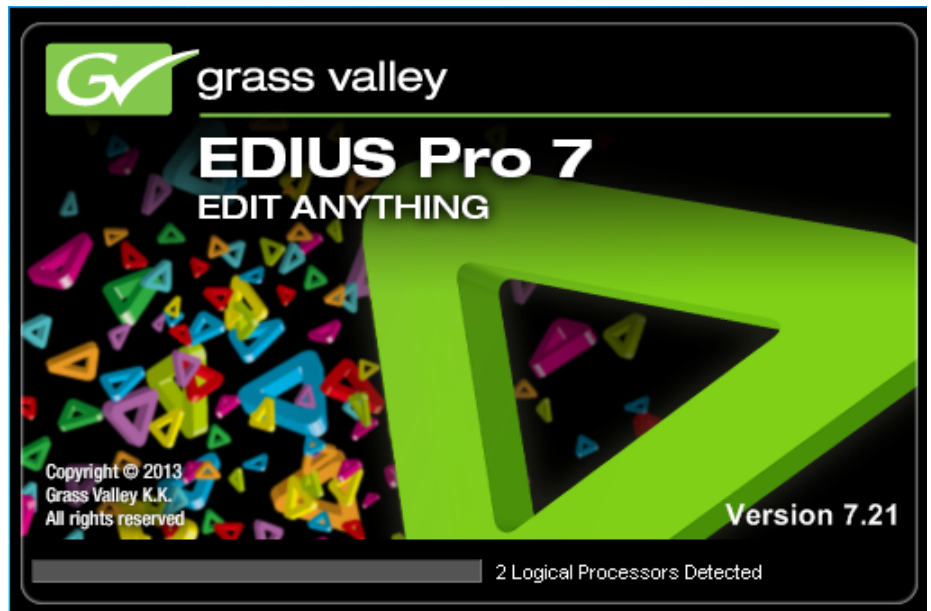 GV
grass valley
EDIUS Pro 7
EDIT ANYTHING
Copyright © 2013
Grass Valley K.K.
All rights reserved
Version 7.21
2 Logical Processors Detected